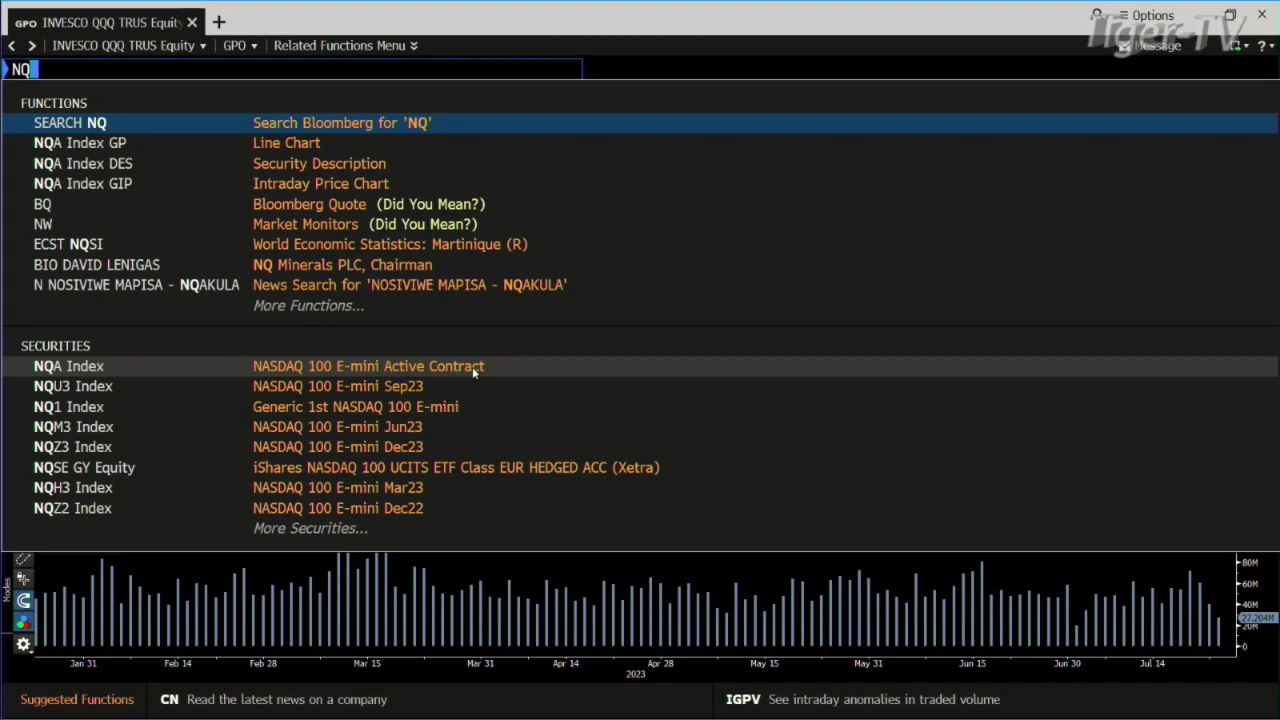 GPO INVESCO QQQ TRUS Equity
Options
Tiger-TV
INVESCO QQQ TRUS Equity GPO Related Functions Menu
Message
NQ
FUNCTIONS
SEARCH NQ Search Bloomberg for 'NQ'
NQA Index GP Line Chart
NQA Index DES Security Description
NQA Index GIP Intraday Price Chart
BQ Bloomberg Quote (Did You Mean?)
NW Market Monitors (Did You Mean?)
ECST NQSI World Economic Statistics: Martinique (R)
BIO DAVID LENIGAS NQ Minerals PLC, Chairman
N NOSIVIWE MAPISA - NQAKULA News Search for 'NOSIVIWE MAPISA - NQAKULA'
More Functions...
SECURITIES
NQA Index NASDAQ 100 E-mini Active Contract
NQU3 Index NASDAQ 100 E-mini Sep23
NQ1 Index Generic 1st NASDAQ 100 E-mini
NQM3 Index NASDAQ 100 E-mini Jun23
NQZ3 Index NASDAQ 100 E-mini Dec23
NQSE GY Equity iShares NASDAQ 100 UCITS ETF Class EUR HEDGED ACC (Xetra)
NQH3 Index NASDAQ 100 E-mini Mar23
NQZ2 Index NASDAQ 100 E-mini Dec22
More Securities...
Modes
80M
60M
40M
27.204M
20M
0
Jan 31 Feb 14 Feb 28 Mar 15 Mar 31 Apr 14 Apr 28 May 15 May 31 Jun 15 Jun 30 Jul 14
2023
Suggested Functions CN Read the latest news on a company IGPV See intraday anomalies in traded volume